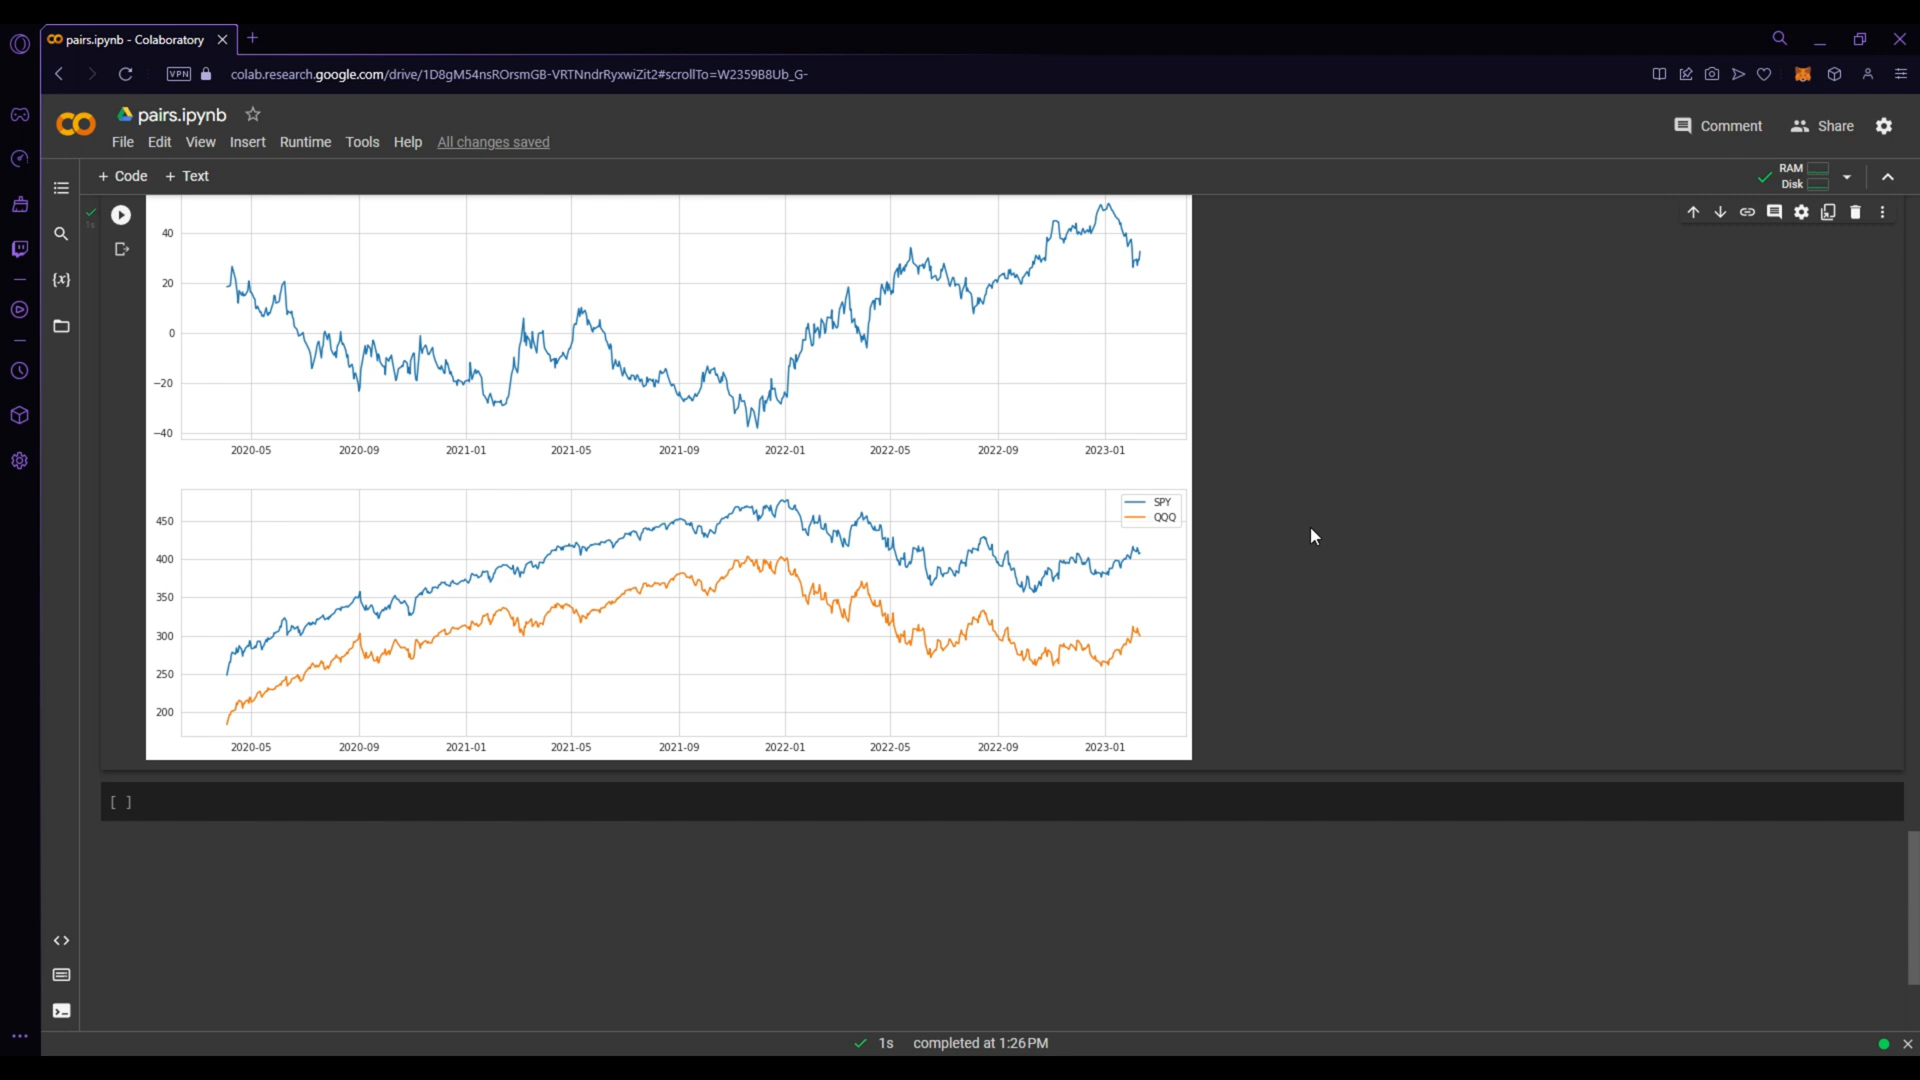 pairs.ipynb - Colaboratory
VPN
colab.research.google.com/drive/1D8gM54nsROrsmGB-VRTNndrRyxwiZit2#scrollTo=W2359B8Ub_G-
pairs.ipynb
File Edit View Insert Runtime Tools Help All changes saved
Comment
Share
+ Code + Text
RAM
Disk
1s
{x}
40
20
0
-20
-40
2020-05 2020-09 2021-01 2021-05 2021-09 2022-01 2022-05 2022-09 2023-01
SPY
QQQ
450
400
350
300
250
200
2020-05 2020-09 2021-01 2021-05 2021-09 2022-01 2022-05 2022-09 2023-01
[ ]
1s completed at 1:26 PM